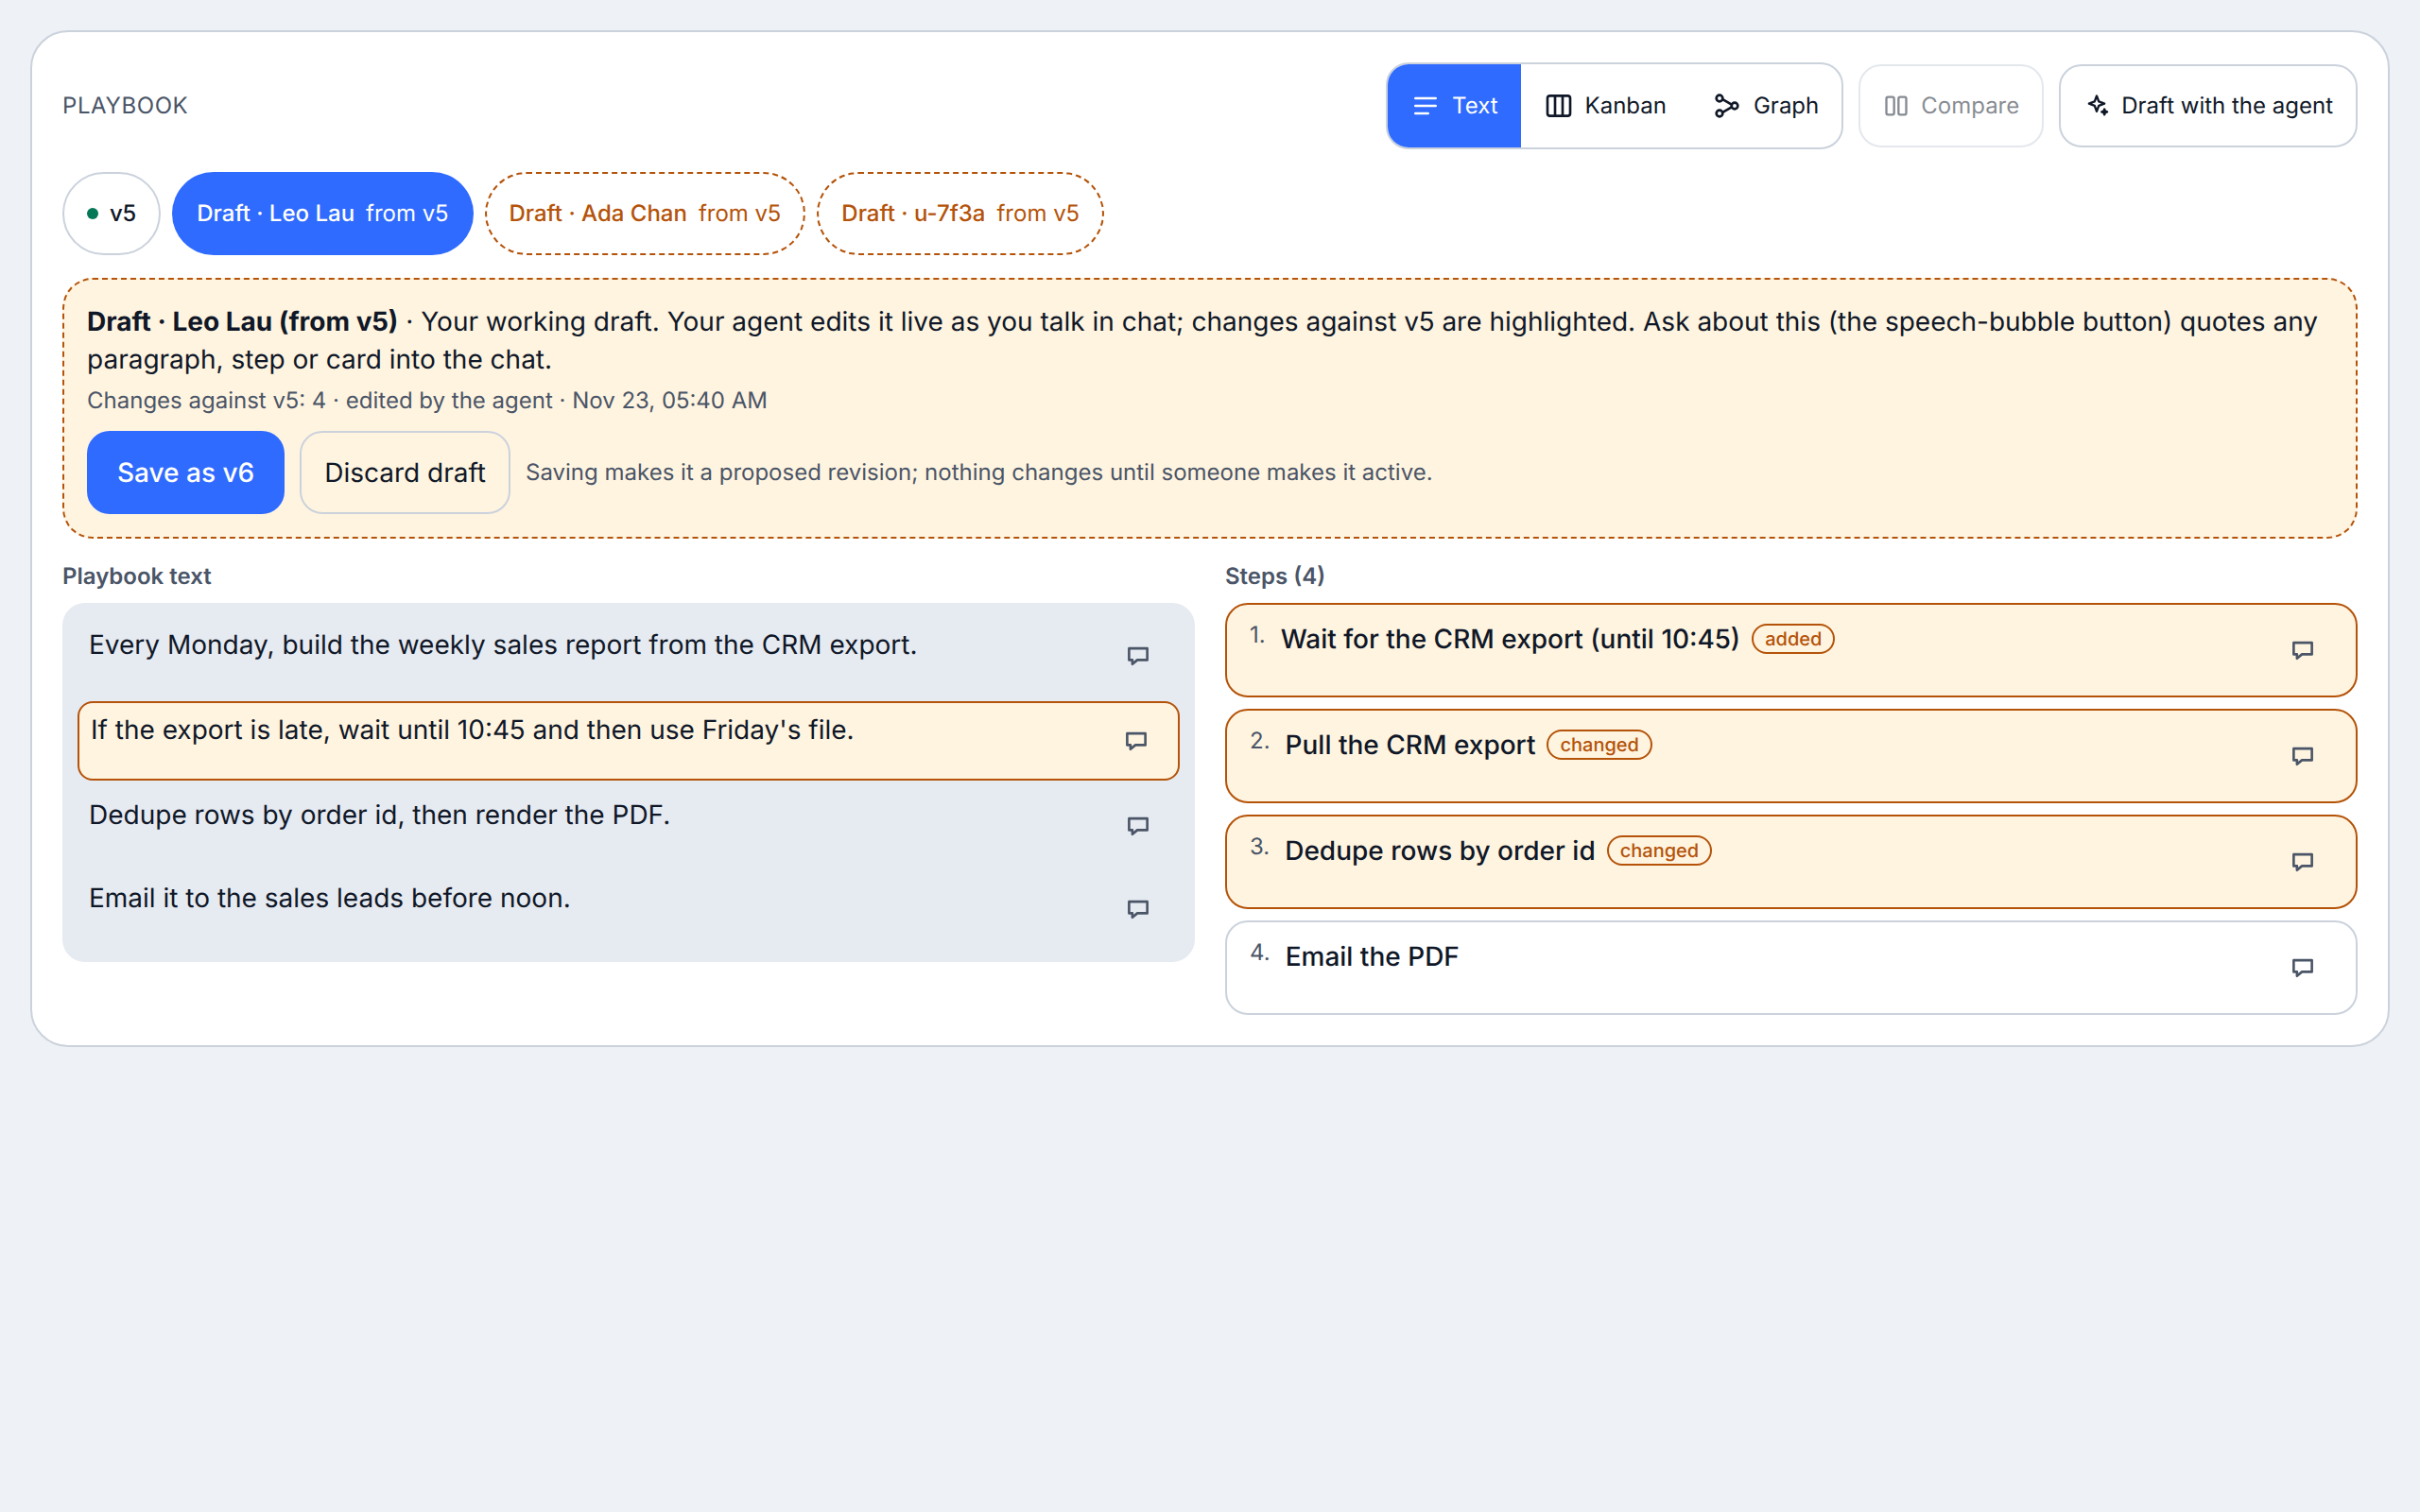 PLAYBOOK
Text
Kanban
Graph
Compare
Draft with the agent
v5
Draft · Leo Lau from v5
Draft · Ada Chan from v5
Draft · u-7f3a from v5
Draft · Leo Lau (from v5) · Your working draft. Your agent edits it live as you talk in chat; changes against v5 are highlighted. Ask about this (the speech-bubble button) quotes any
paragraph, step or card into the chat.
Changes against v5: 4 · edited by the agent · Nov 23, 05:40 AM
Save as v6
Discard draft
Saving makes it a proposed revision; nothing changes until someone makes it active.
Playbook text
Every Monday, build the weekly sales report from the CRM export.
If the export is late, wait until 10:45 and then use Friday's file.
Dedupe rows by order id, then render the PDF.
Email it to the sales leads before noon.
Steps (4)
1. Wait for the CRM export (until 10:45) added
2. Pull the CRM export changed
3. Dedupe rows by order id changed
4. Email the PDF